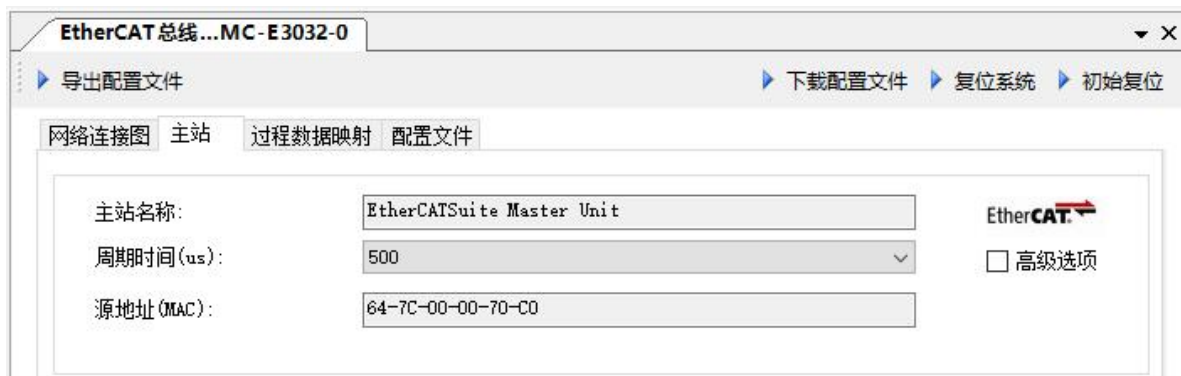 EtherCAT总线...MC-E3032-0
导出配置文件 下载配置文件 复位系统 初始复位
网络连接图 主站 过程数据映射 配置文件
主站名称: EtherCATSuite Master Unit EtherCAT.
周期时间(us): 500 高级选项
源地址(MAC): 64-7C-00-00-70-C0